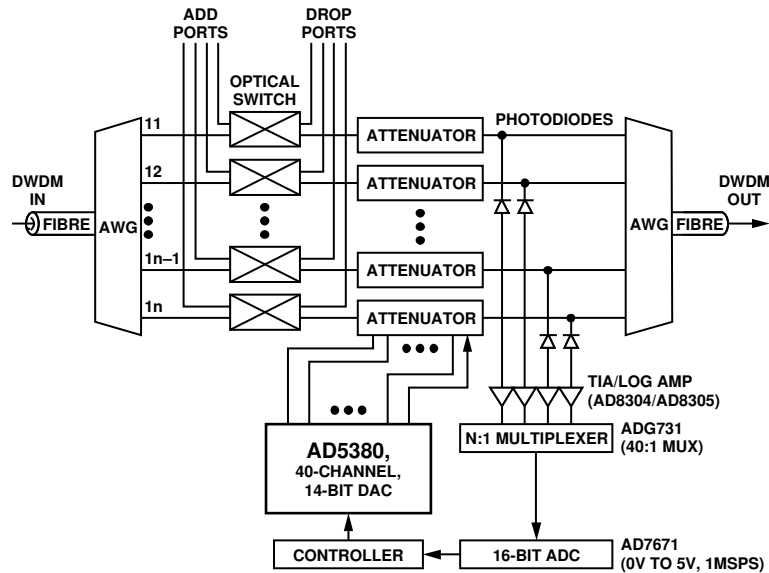 ADD
PORTS
DROP
PORTS
OPTICAL
SWITCH
PHOTODIODES
11
ATTENUATOR
12
ATTENUATOR
DWDM
IN
FIBRE
AWG
AWG
FIBRE
DWDM
OUT
1n–1
ATTENUATOR
1n
ATTENUATOR
TIA/LOG AMP
(AD8304/AD8305)
AD5380,
40-CHANNEL,
14-BIT DAC
N:1 MULTIPLEXER
ADG731
(40:1 MUX)
CONTROLLER
16-BIT ADC
AD7671
(0V TO 5V, 1MSPS)